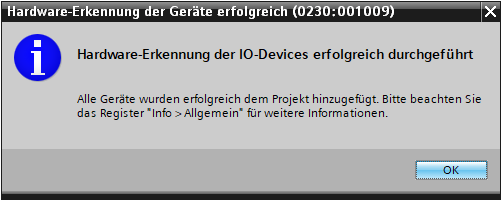 Hardware-Erkennung der Geräte erfolgreich (0230:001009)
Hardware-Erkennung der IO-Devices erfolgreich durchgeführt
Alle Geräte wurden erfolgreich dem Projekt hinzugefügt. Bitte beachten Sie
das Register "Info > Allgemein" für weitere Informationen.
OK